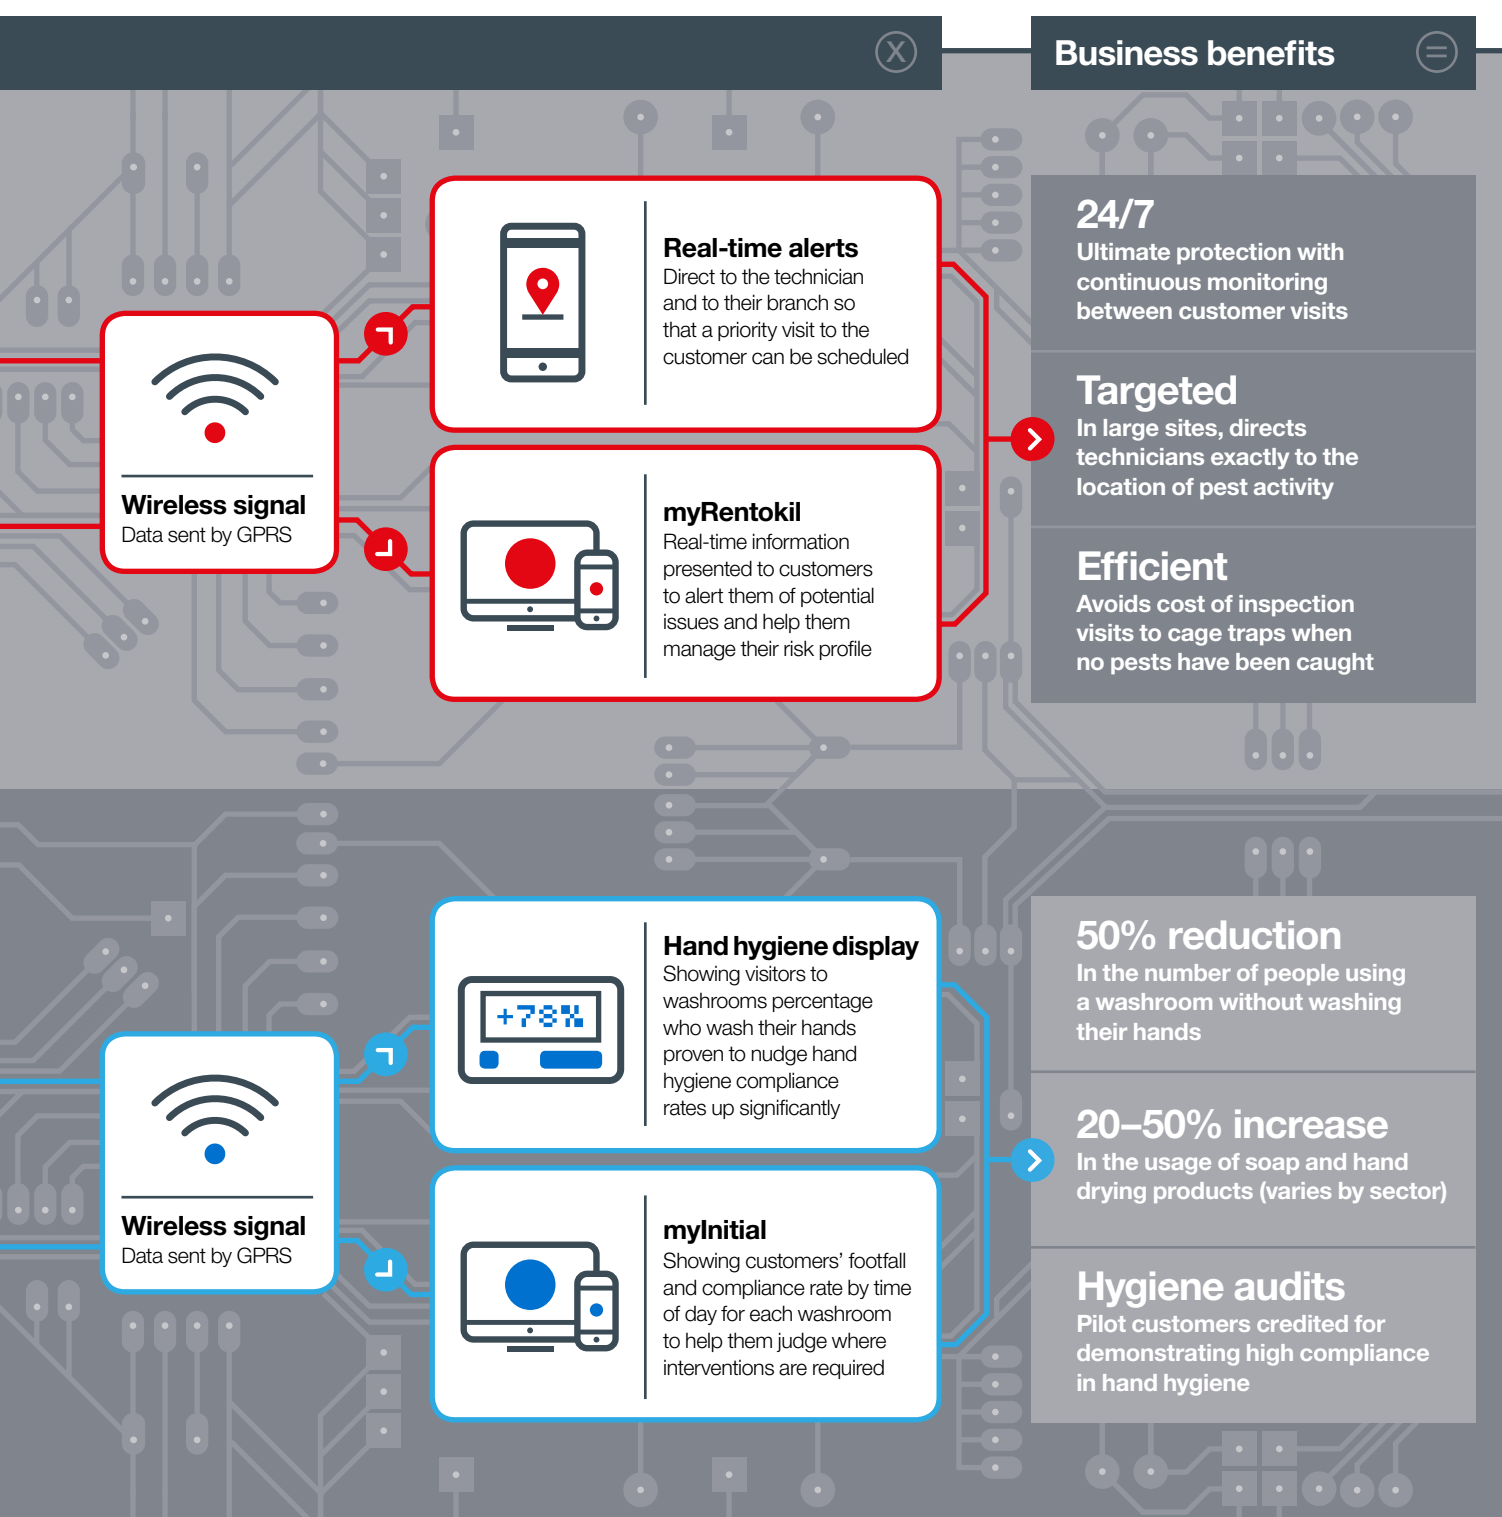 X
Business benefits
=
Wireless signal
Data sent by GPRS
Real-time alerts
Direct to the technician
and to their branch so
that a priority visit to the
customer can be scheduled
myRentokil
Real-time information
presented to customers
to alert them of potential
issues and help them
manage their risk profile
24/7
Ultimate protection with
continuous monitoring
between customer visits
Targeted
In large sites, directs
technicians exactly to the
location of pest activity
Efficient
Avoids cost of inspection
visits to cage traps when
no pests have been caught
Wireless signal
Data sent by GPRS
+78%
Hand hygiene display
Showing visitors to
washrooms percentage
who wash their hands
proven to nudge hand
hygiene compliance
rates up significantly
myInitial
Showing customers’ footfall
and compliance rate by time
of day for each washroom
to help them judge where
interventions are required
50% reduction
In the number of people using
a washroom without washing
their hands
20–50% increase
In the usage of soap and hand
drying products (varies by sector)
Hygiene audits
Pilot customers credited for
demonstrating high compliance
in hand hygiene